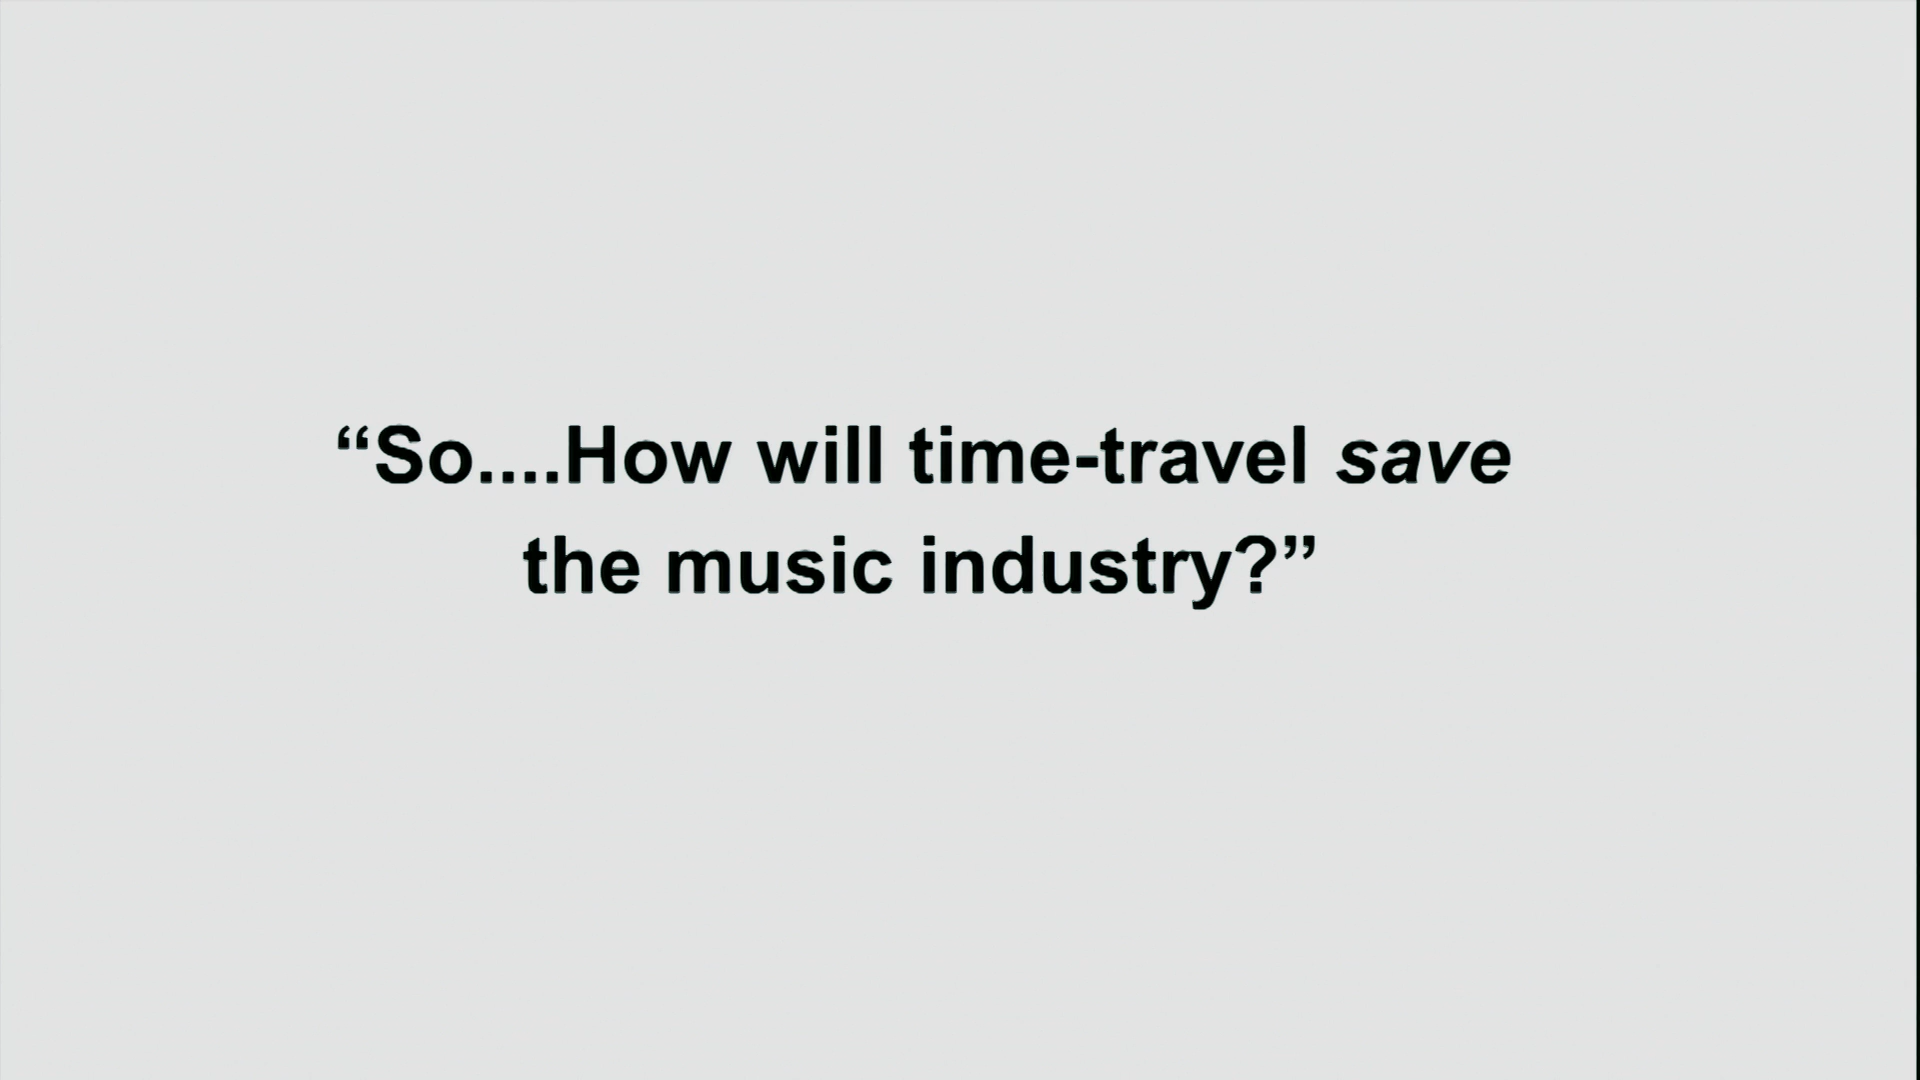 “So....How will time-travel save
the music industry?”